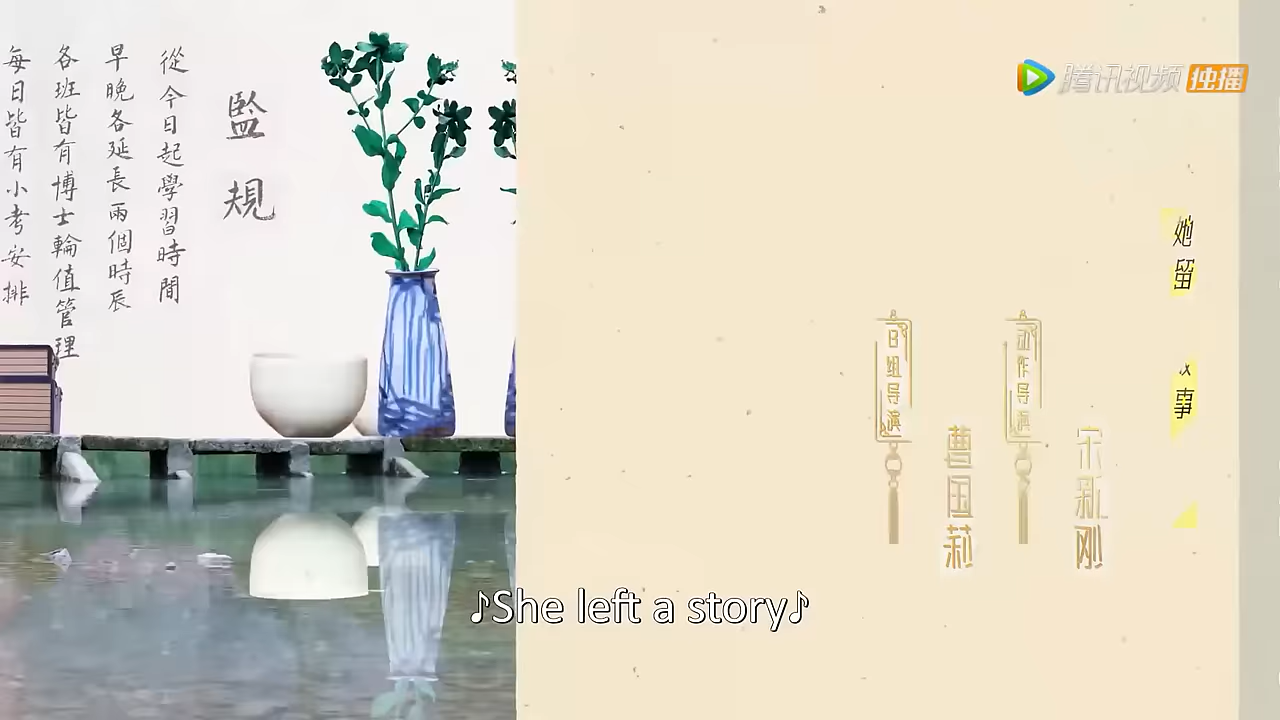 監規
從今日起學習時間
早晚各延長兩個時辰
各班皆有博士輪值管理
每日皆有小考安排
腾讯视频 独播
她留
事
动作导演
宋新刚
B组导演
曹国莉
♪She left a story♪